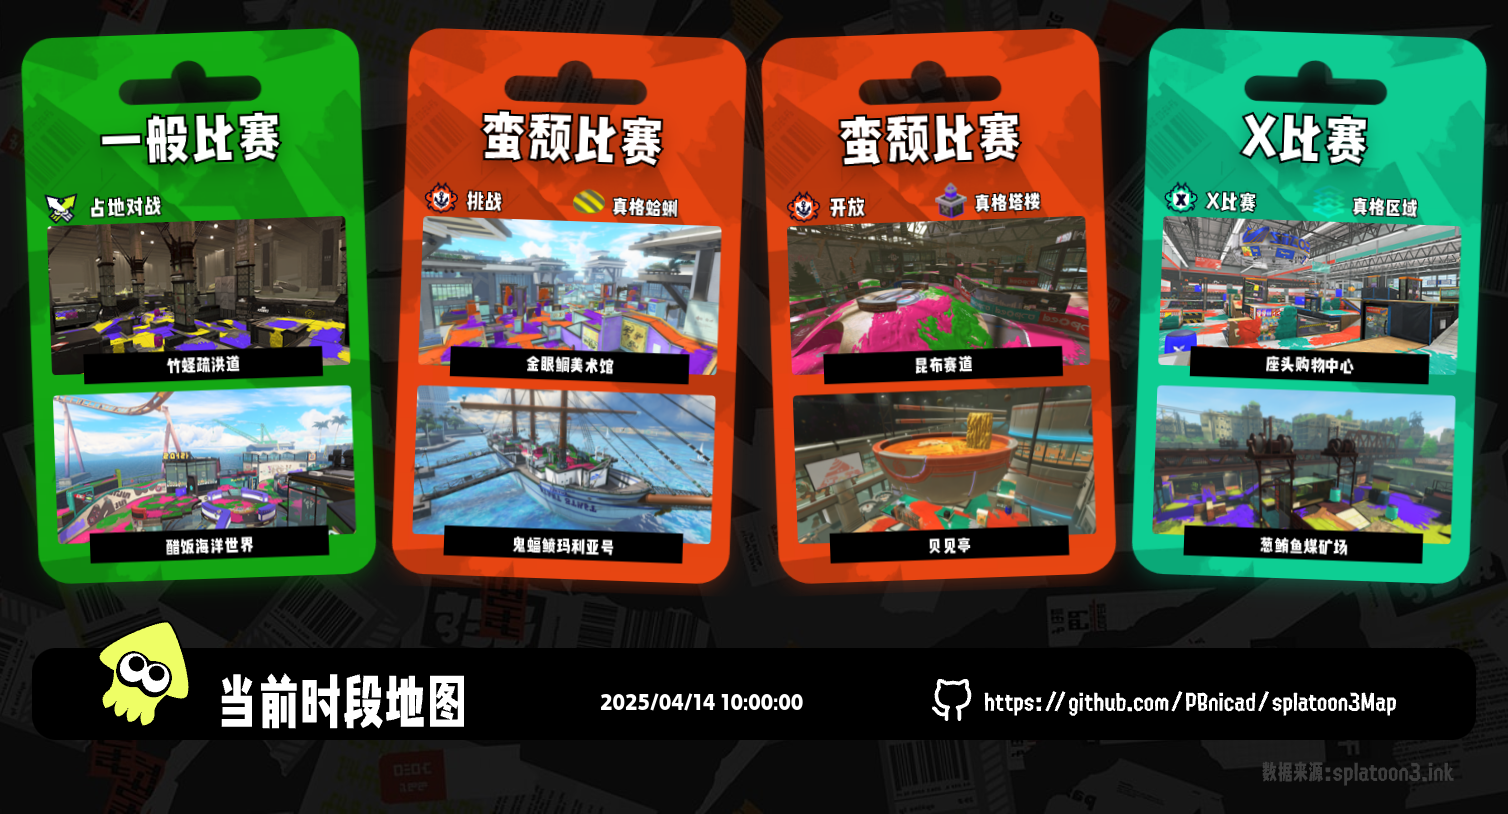 一般比赛
占地对战
竹蛏疏洪道
醋饭海洋世界
蛮颓比赛
挑战
真格蛤蜊
金眼鲷美术馆
鬼蝠鲼玛利亚号
蛮颓比赛
开放
真格塔楼
昆布赛道
贝贝亭
X比赛
X比赛
真格区域
座头购物中心
葱鲔鱼煤矿场
当前时段地图
2025/04/14 10:00:00
https://github.com/PBnicad/splatoon3Map
数据来源:splatoon3.ink